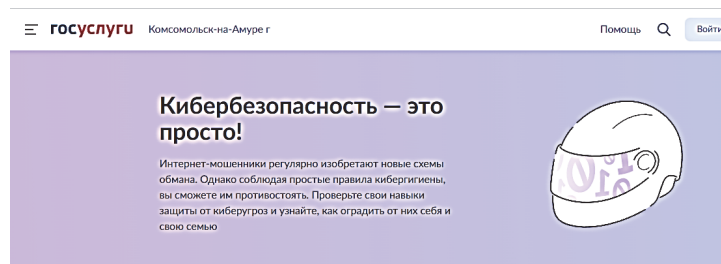 госуслуги Комсомольск-на-Амуре г Помощь Войти
Кибербезопасность — это
просто!
Интернет-мошенники регулярно изобретают новые схемы
обмана. Однако соблюдая простые правила кибергигиены,
вы сможете им противостоять. Проверьте свои навыки
защиты от киберугроз и узнайте, как оградить от них себя и
свою семью